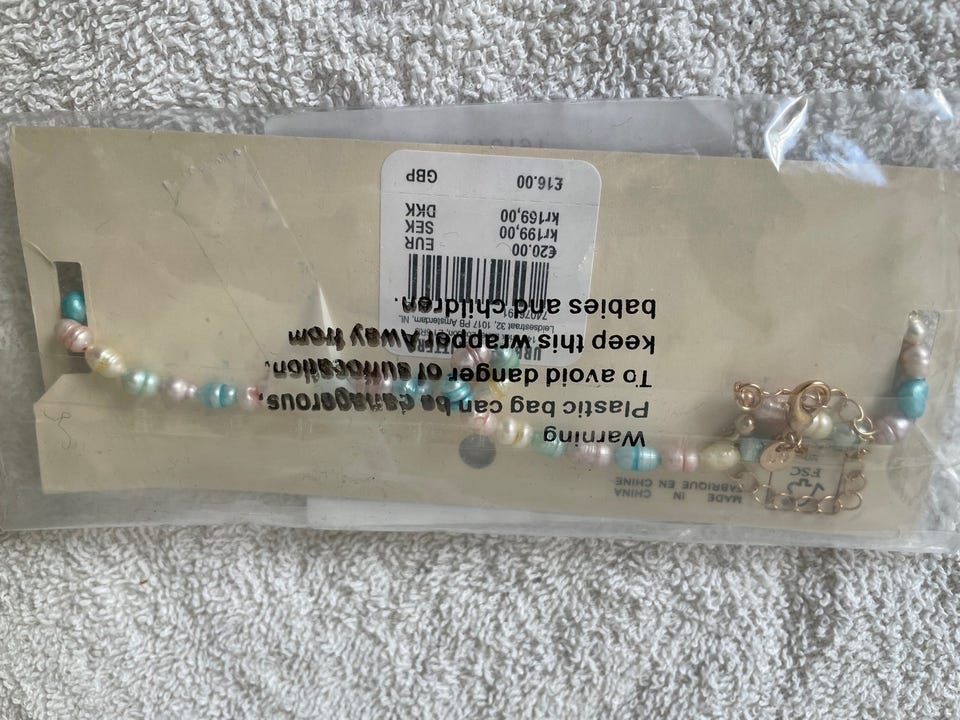 Warning
Plastic bag can be danagerous,
To avoid danger of suffocation.
keep this wrappe Away from
babies and children.
Leidsestraat 32, 1017 PB Amsterdam, NL
€20.00 EUR
kr199,00 SEK
kr169,00 DKK
£16.00 GBP
MADE IN CHINA
FABRIQUE EN CHINE
FSC